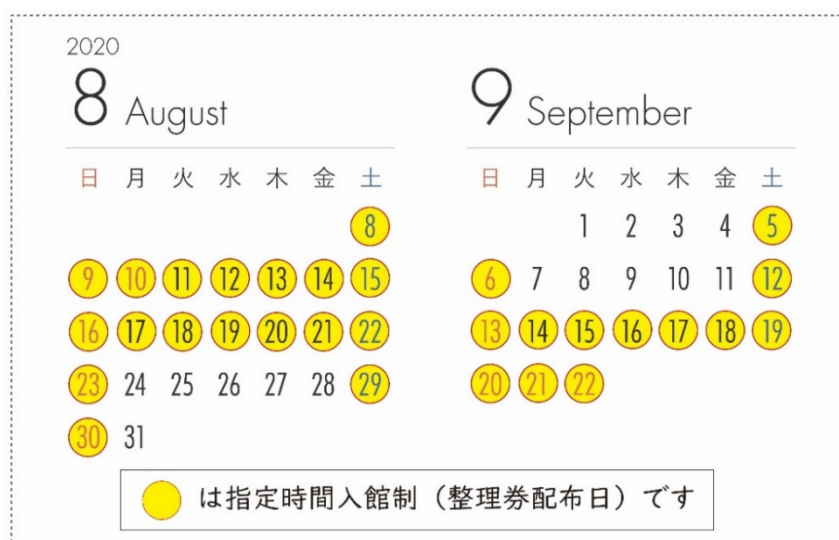 2020
8 August
日 月 火 水 木 金 土
8
9 10 11 12 13 14 15
16 17 18 19 20 21 22
23 24 25 26 27 28 29
30 31
9 September
日 月 火 水 木 金 土
1 2 3 4 5
6 7 8 9 10 11 12
13 14 15 16 17 18 19
20 21 22
は指定時間入館制（整理券配布日）です